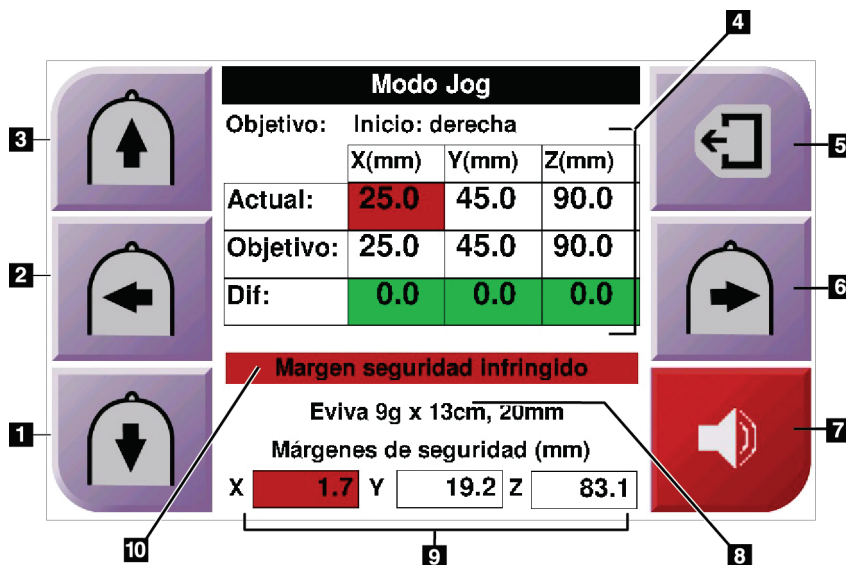 4
Modo Jog
3
Objetivo: Inicio: derecha
5
X(mm) Y(mm) Z(mm)
Actual: 25.0 45.0 90.0
Objetivo: 25.0 45.0 90.0
2
6
Dif: 0.0 0.0 0.0
Margen seguridad infringido
Eviva 9g x 13cm, 20mm
1
7
Márgenes de seguridad (mm)
X 1.7 Y 19.2 Z 83.1
10
9
8